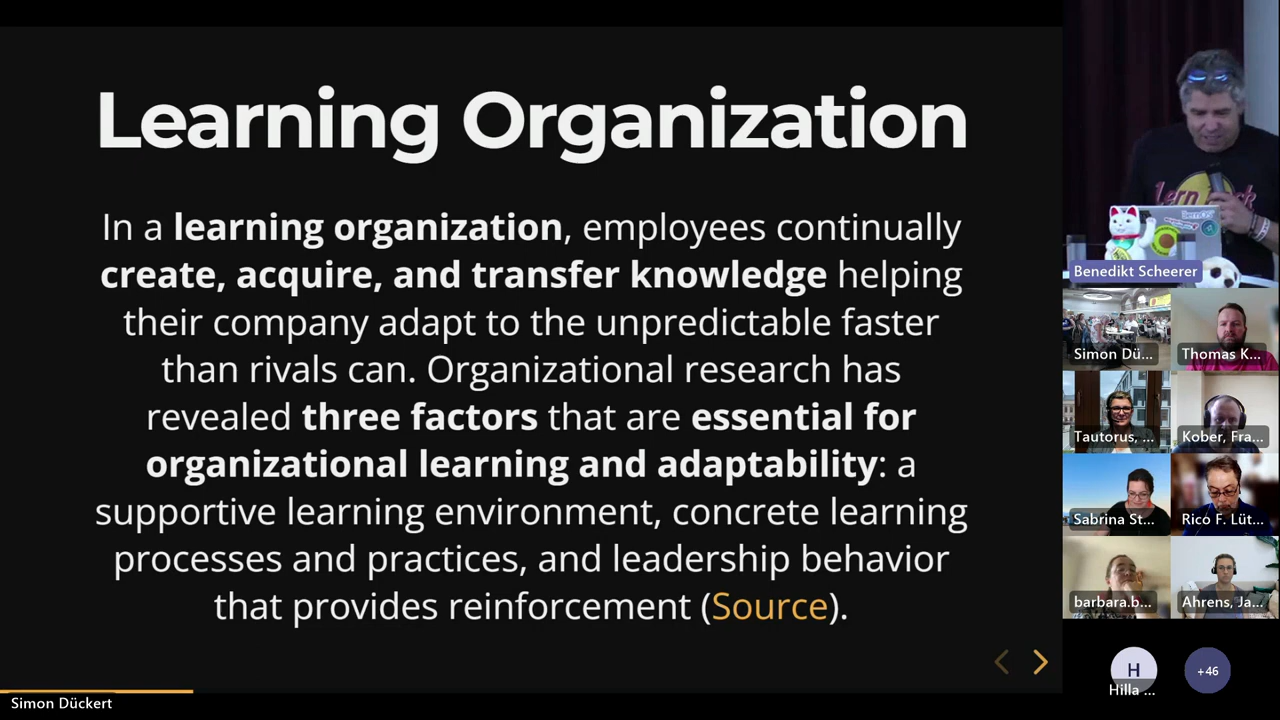 Learning Organization
In a learning organization, employees continually
create, acquire, and transfer knowledge helping
their company adapt to the unpredictable faster
than rivals can. Organizational research has
revealed three factors that are essential for
organizational learning and adaptability: a
supportive learning environment, concrete learning
processes and practices, and leadership behavior
that provides reinforcement (Source).
Simon Dückert
Benedikt Scheerer
Simon Dü...
Thomas K...
Tautorus, ...
Kober, Fra...
Sabrina St...
Rico F. Lüt...
barbara.b...
Ahrens, Ja...
H
Hilla ...
+46